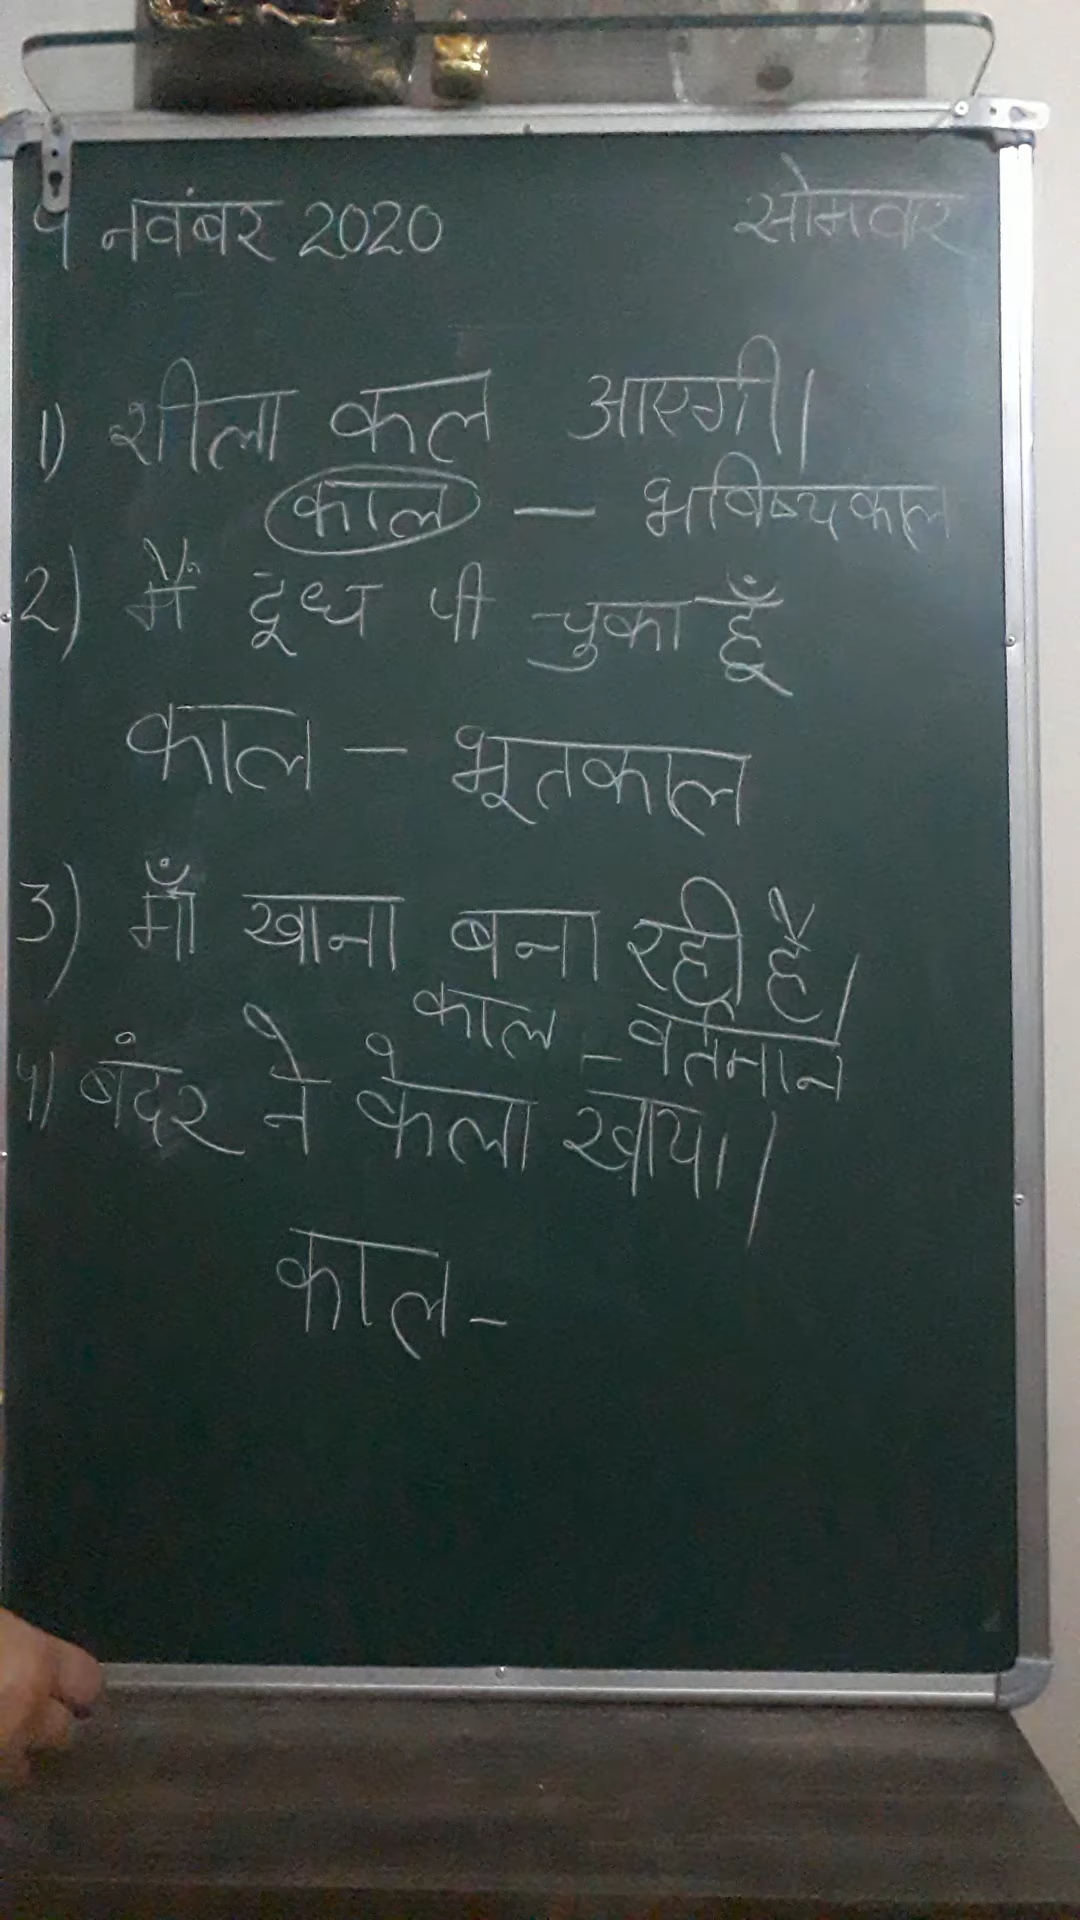 9 नवंबर 2020 सोमवार
1) शीला कल आएगी।
काल — भविष्यकाल
2) मैं दूध पी चुका हूँ
काल - भूतकाल
3) माँ खाना बना रही है।
काल - वर्तमान
4) बंदर ने केला खाया।
काल -